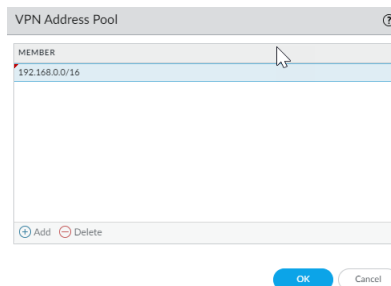 VPN Address Pool
MEMBER
192.168.0.0/16
Add Delete
OK Cancel